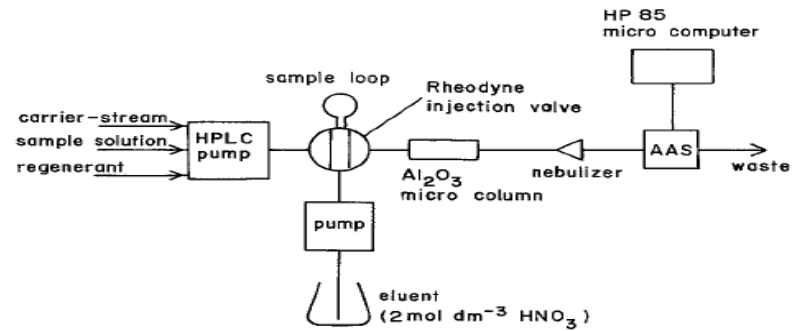 HP 85
micro computer
sample loop
Rheodyne
injection valve
carrier-stream
sample solution
regenerant
HPLC
pump
Al₂O₃
micro column
nebulizer
AAS
waste
pump
eluent
(2 mol dm⁻³ HNO₃)